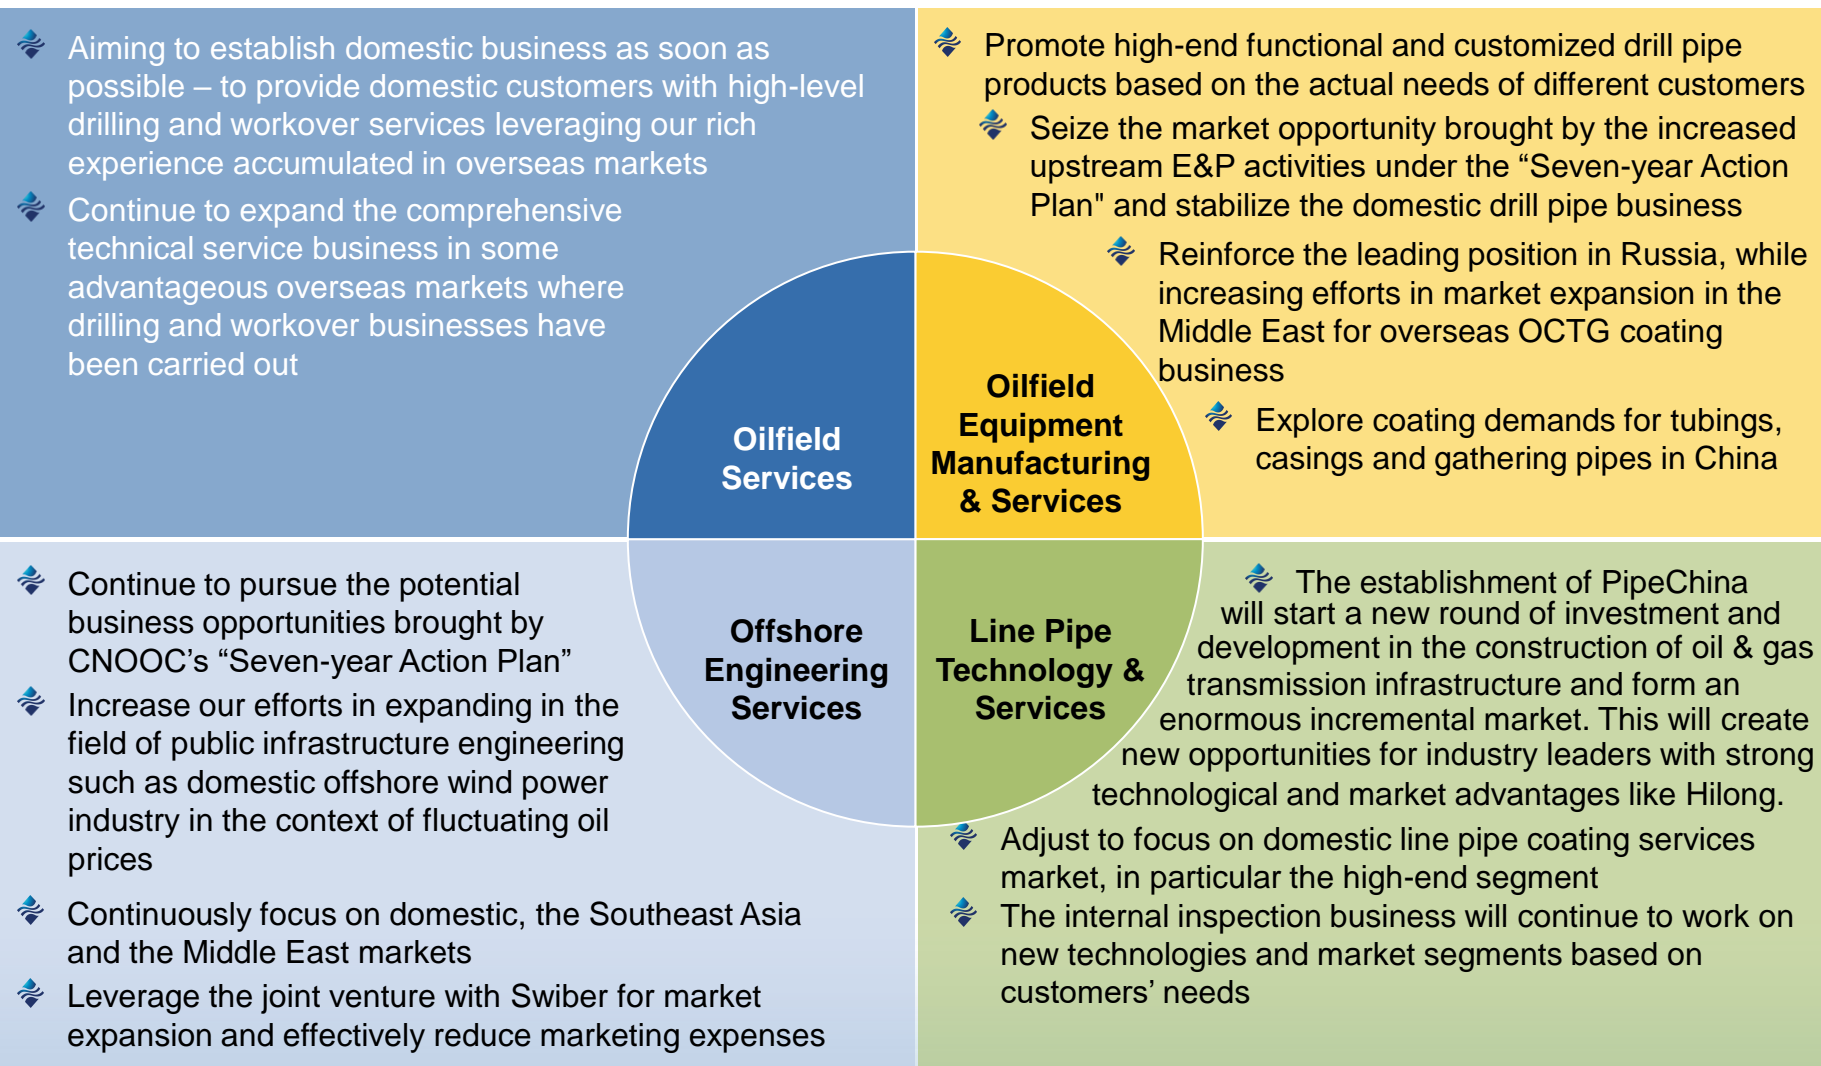 Aiming to establish domestic business as soon as
possible – to provide domestic customers with high-level
drilling and workover services leveraging our rich
experience accumulated in overseas markets
Continue to expand the comprehensive
technical service business in some
advantageous overseas markets where
drilling and workover businesses have
been carried out
Oilfield
Services
Promote high-end functional and customized drill pipe
products based on the actual needs of different customers
Seize the market opportunity brought by the increased
upstream E&P activities under the “Seven-year Action
Plan" and stabilize the domestic drill pipe business
Reinforce the leading position in Russia, while
increasing efforts in market expansion in the
Middle East for overseas OCTG coating
business
Explore coating demands for tubings,
casings and gathering pipes in China
Oilfield
Equipment
Manufacturing
& Services
Continue to pursue the potential
business opportunities brought by
CNOOC’s “Seven-year Action Plan”
Increase our efforts in expanding in the
field of public infrastructure engineering
such as domestic offshore wind power
industry in the context of fluctuating oil
prices
Continuously focus on domestic, the Southeast Asia
and the Middle East markets
Leverage the joint venture with Swiber for market
expansion and effectively reduce marketing expenses
Offshore
Engineering
Services
Line Pipe
Technology &
Services
The establishment of PipeChina
will start a new round of investment and
development in the construction of oil & gas
transmission infrastructure and form an
enormous incremental market. This will create
new opportunities for industry leaders with strong
technological and market advantages like Hilong.
Adjust to focus on domestic line pipe coating services
market, in particular the high-end segment
The internal inspection business will continue to work on
new technologies and market segments based on
customers’ needs